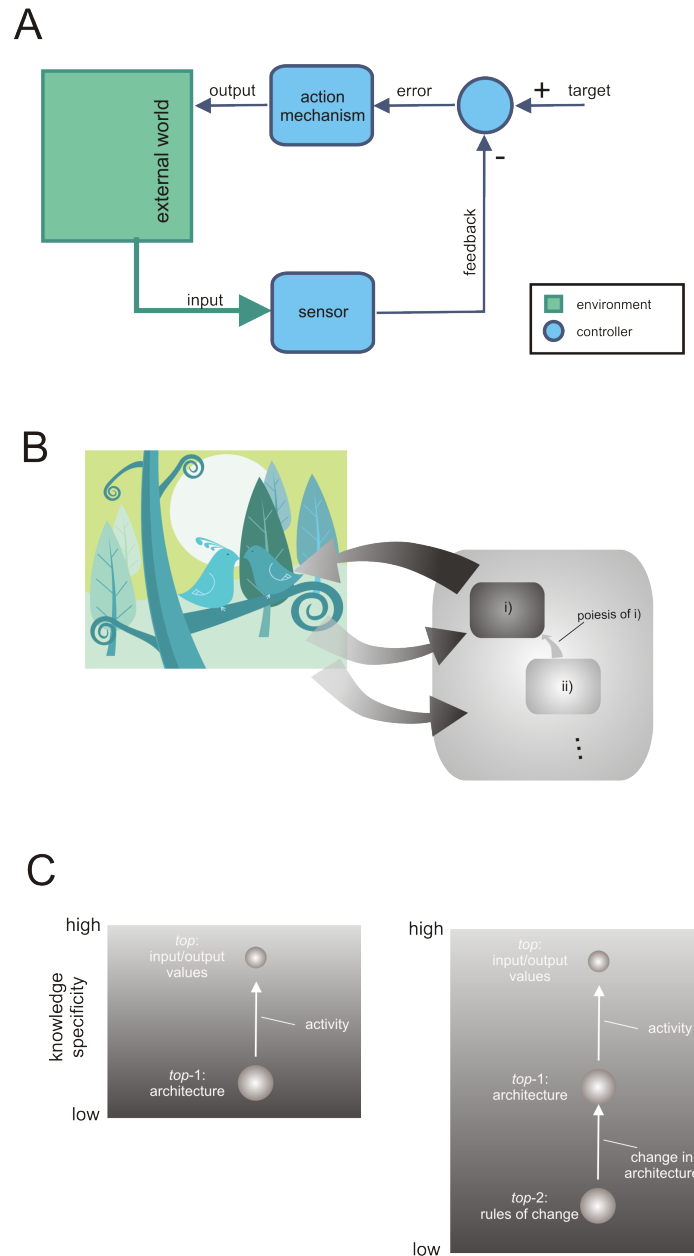 A
output
action
mechanism
error
+
target
-
external world
feedback
input
sensor
environment
controller
B
i)
poiesis of i)
ii)
...
C
high
top:
input/output
values
knowledge
specificity
activity
top-1:
architecture
low
high
top:
input/output
values
activity
top-1:
architecture
change in
architecture
top-2:
rules of change
low